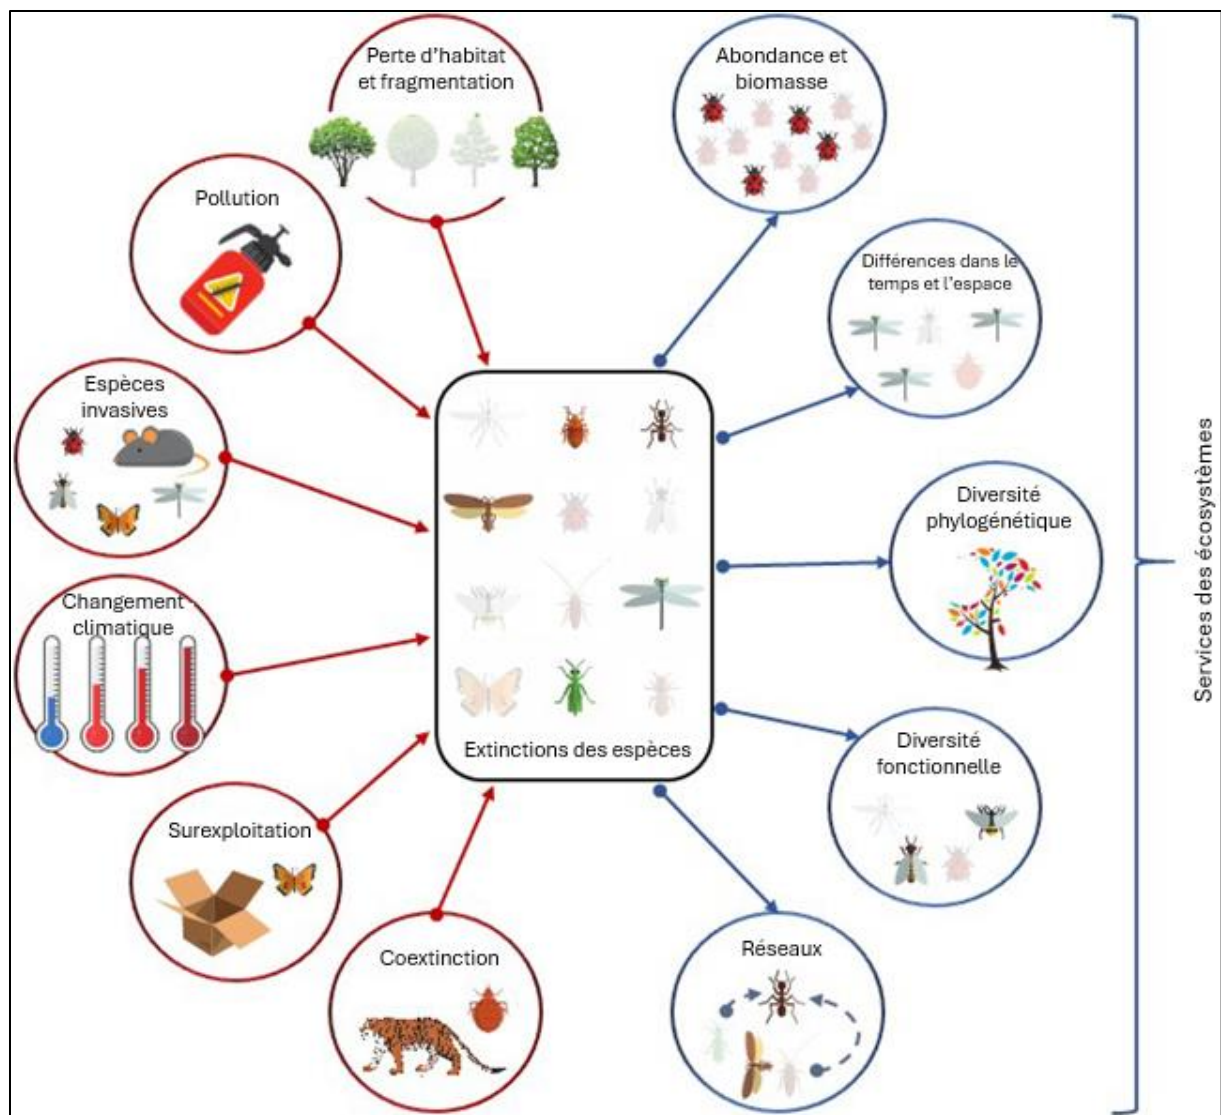 Perte d'habitat
et fragmentation
Abondance et
biomasse
Pollution
Différences dans le
temps et l'espace
Espèces
invasives
Diversité
phylogénétique
Changement
climatique
Extinctions des espèces
Diversité
fonctionnelle
Surexploitation
Coextinction
Réseaux
Services des écosystèmes